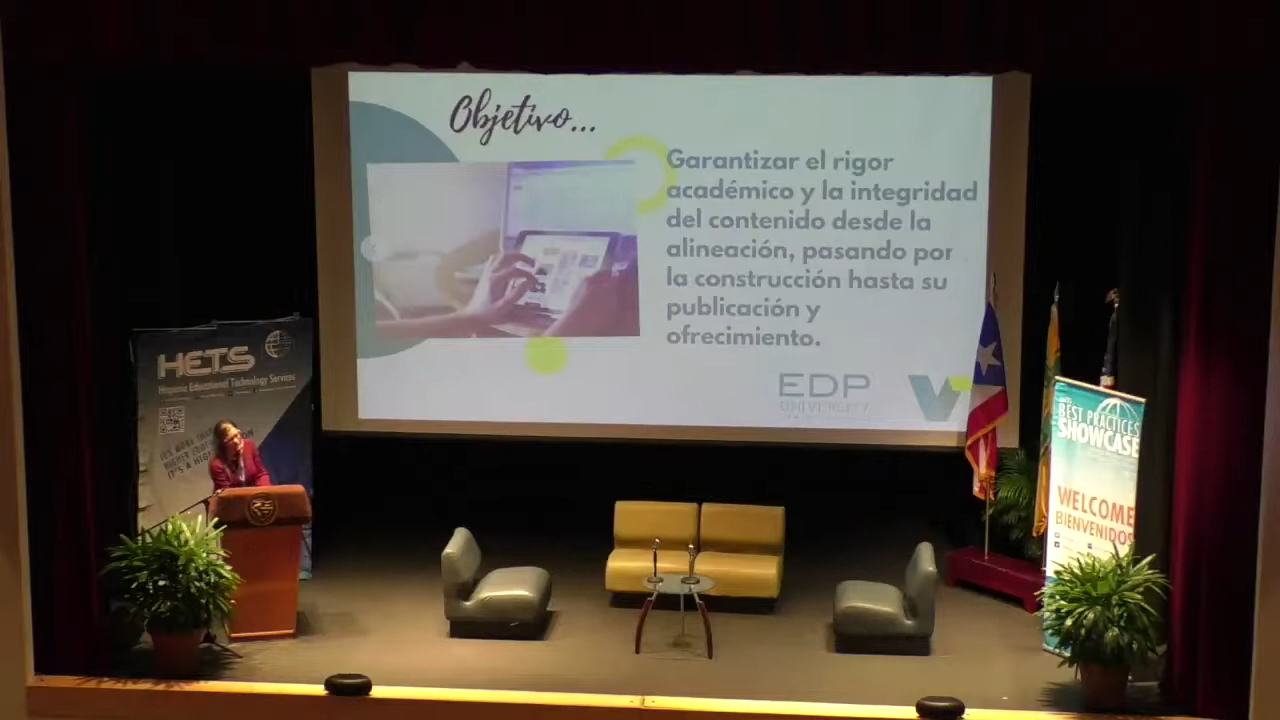 Objetivo...
Garantizar el rigor
académico y la integridad
del contenido desde la
alineación, pasando por
la construcción hasta su
publicación y
ofrecimiento.
EDP
UNIVERSITY
HETS
Hispanic Educational Technology Services
BEST PRACTICES
SHOWCASE
WELCOME
BIENVENIDOS